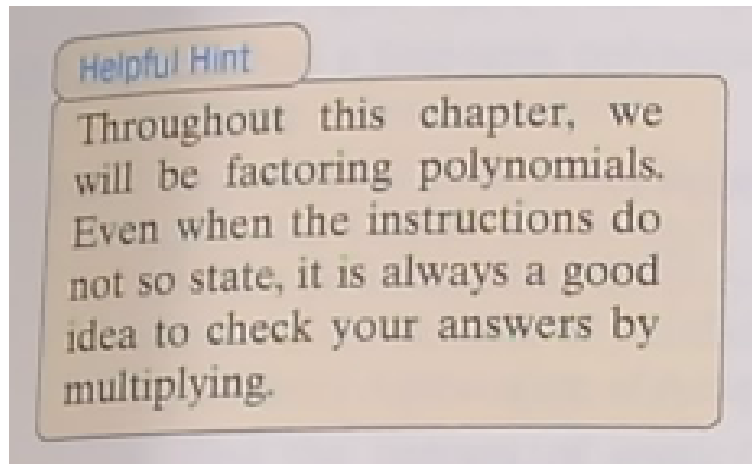 Helpful Hint
Throughout this chapter, we
will be factoring polynomials.
Even when the instructions do
not so state, it is always a good
idea to check your answers by
multiplying.